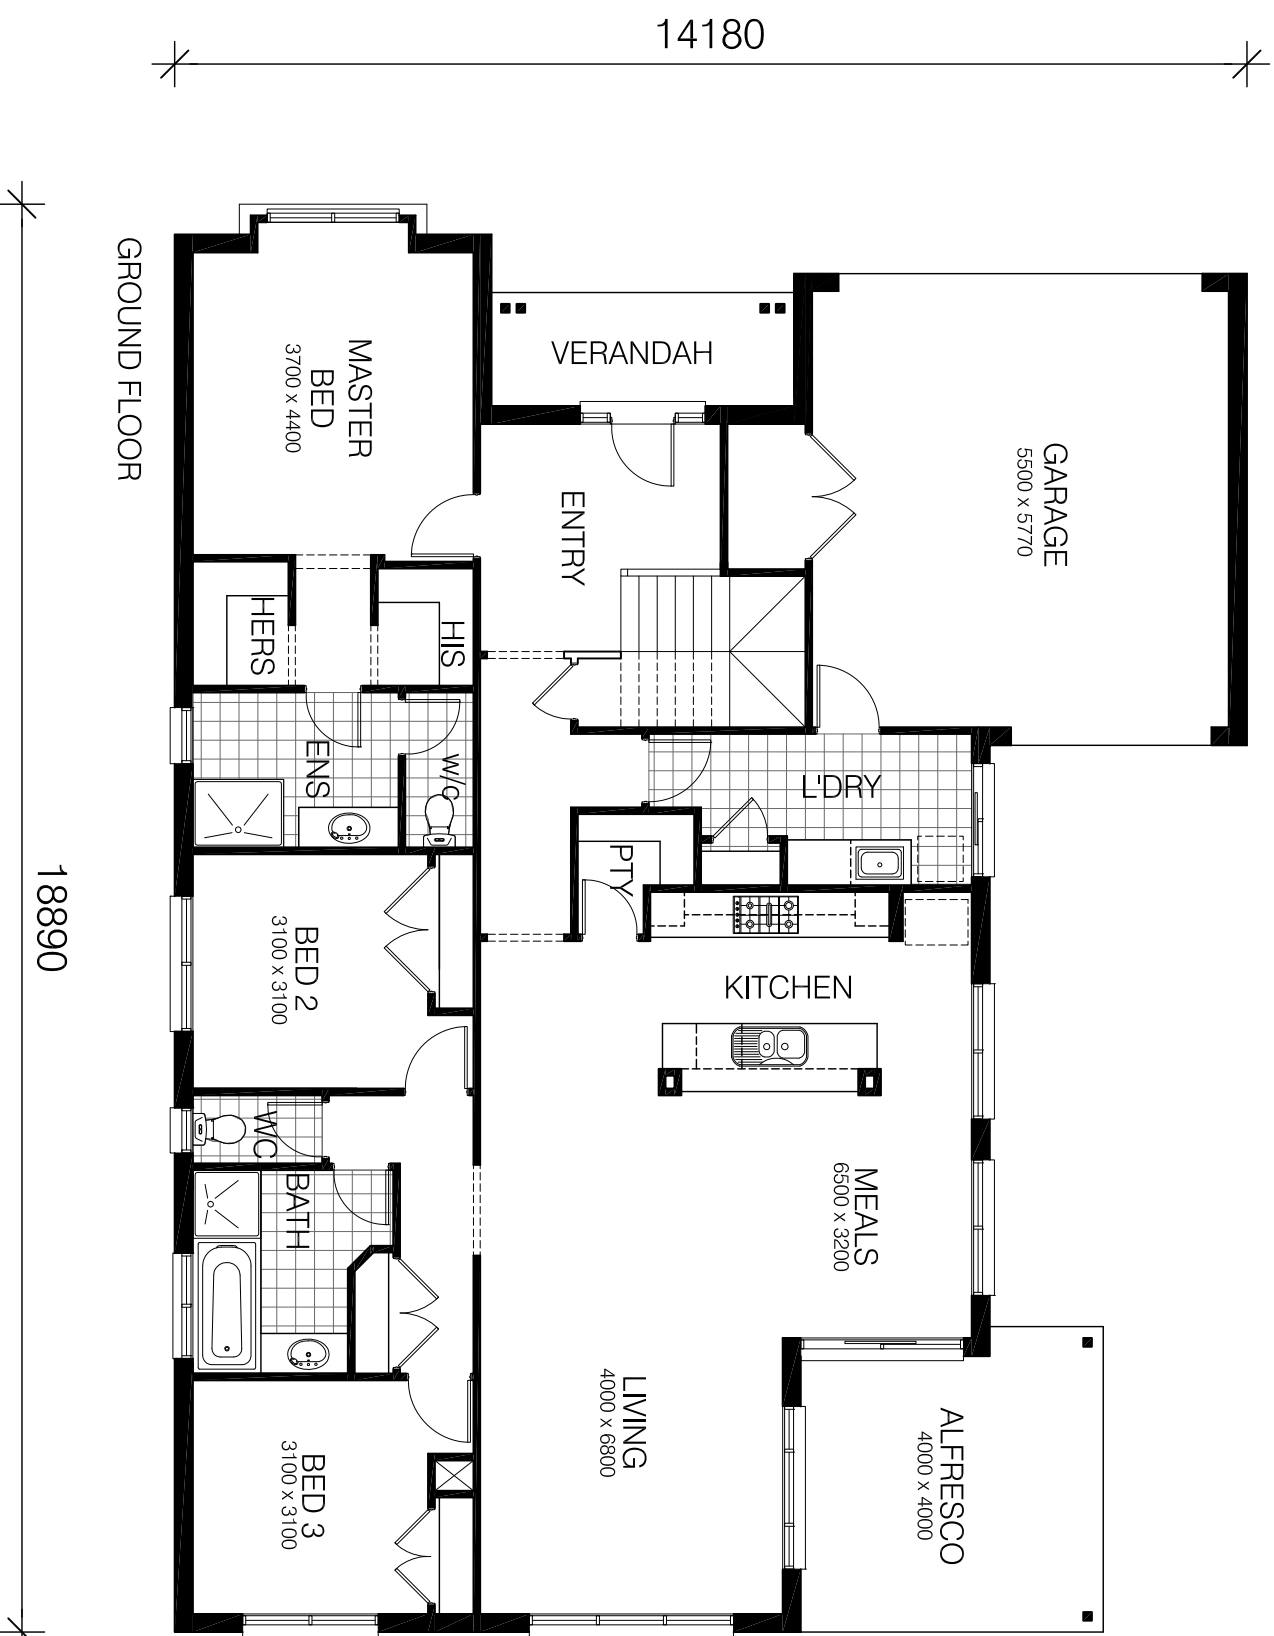 14180
18890
GROUND FLOOR
MASTER
BED
3700 x 4400
VERANDAH
GARAGE
5500 x 5770
ENTRY
HERS
HIS
ENS
W/c
L'DRY
PTY
BED 2
3100 x 3100
KITCHEN
WC
BATH
MEALS
6500 x 3200
LIVING
4000 x 6800
ALFRESCO
4000 x 4000
BED 3
3100 x 3100